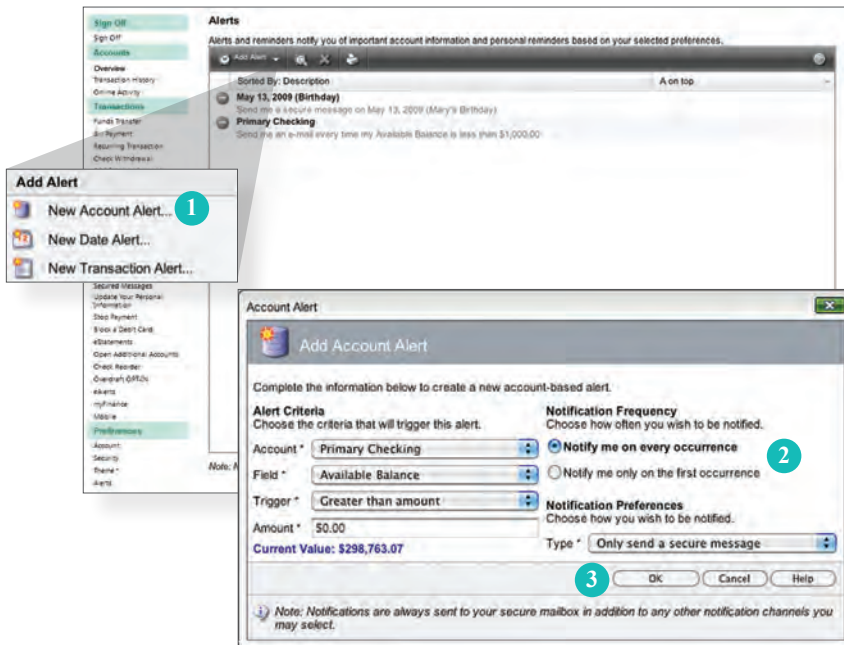 Sign Off
Sign Off
Accounts
Overview
Transaction History
Online Activity
Transactions
Funds Transfer
Bill Payment
Recurring Transaction
Check Withdrawal
Alerts
Alerts and reminders notify you of important account information and personal reminders based on your selected preferences.
Add Alert
Sorted By: Description
A on top
May 13, 2009 (Birthday)
Send me a secure message on May 13, 2009 (Mary's Birthday)
Primary Checking
Send me an e-mail every time my Available Balance is less than $1,000.00
Add Alert
New Account Alert...
1
New Date Alert...
New Transaction Alert...
Secured Messages
Update Your Personal
Information
Stop Payment
Block a Debit Card
eStatements
Open Additional Accounts
Check Reorder
Overdraft OPTIONS
eAlerts
myFinance
Mobile
Preferences
Account
Security
Theme *
Alerts
Note: N
Account Alert
Add Account Alert
Complete the information below to create a new account-based alert.
Alert Criteria
Choose the criteria that will trigger this alert.
Account * Primary Checking
Field * Available Balance
Trigger * Greater than amount
Amount * $0.00
Current Value: $298,763.07
Notification Frequency
Choose how often you wish to be notified.
Notify me on every occurrence
2
Notify me only on the first occurrence
Notification Preferences
Choose how you wish to be notified.
Type * Only send a secure message
3
OK Cancel Help
Note: Notifications are always sent to your secure mailbox in addition to any other notification channels you
may select.